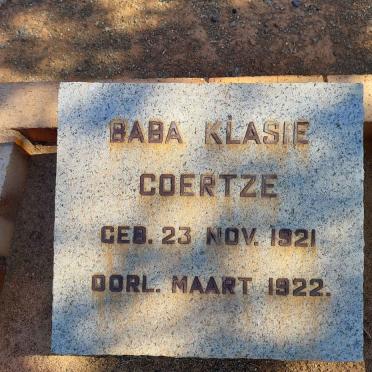 BABA KLASIE
COERTZE
GEB. 23 NOV. 1921
OORL. MAART 1922.